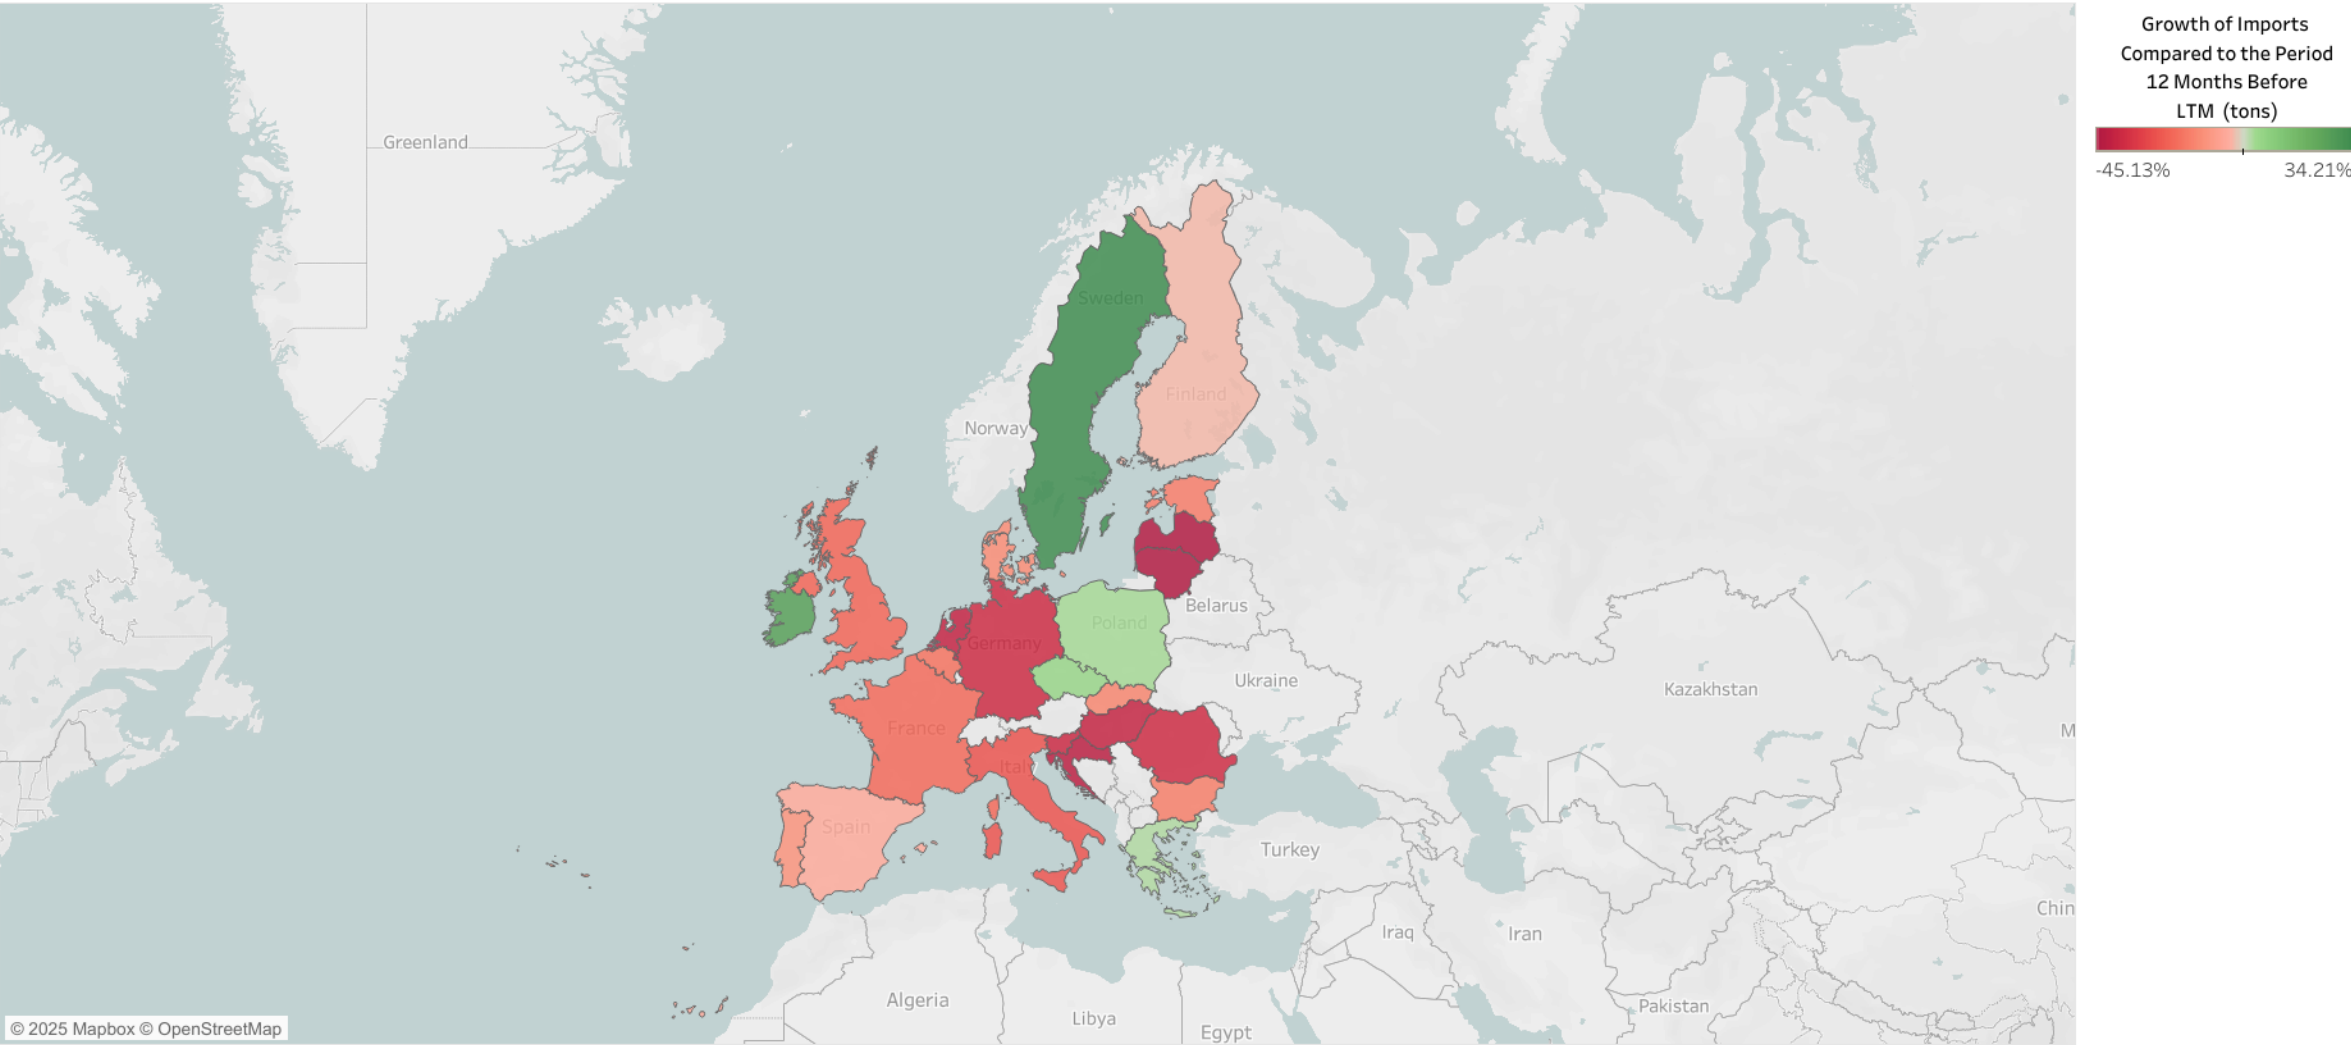 Growth of Imports
Compared to the Period
12 Months Before
LTM (tons)
-45.13%
34.21%
Greenland
Sweden
Finland
Norway
Belarus
Poland
Germany
Ukraine
Kazakhstan
France
M
Italy
Spain
Turkey
Chin
Iraq
Iran
Algeria
Pakistan
Libya
Egypt
© 2025 Mapbox © OpenStreetMap